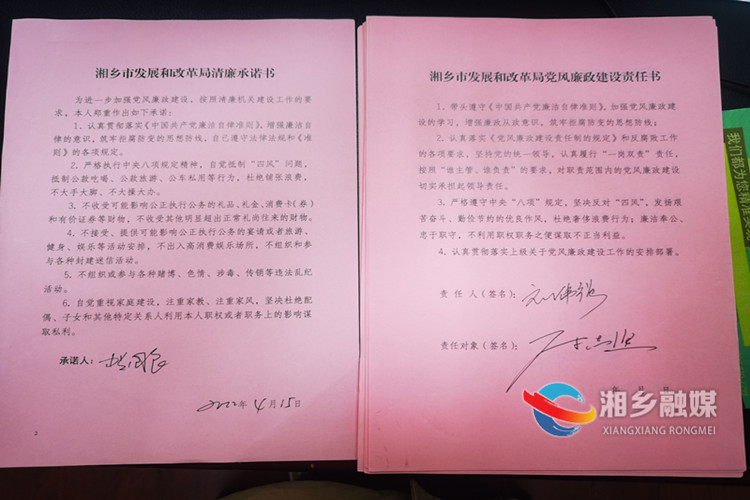 湘乡市发展和改革局清廉承诺书
为进一步加强党风廉政建设，按照清廉机关建设工作的要
求，本人郑重作出如下承诺：
1. 认真贯彻落实《中国共产党廉洁自律准则》，增强廉洁自
律的意识，筑牢拒腐防变的思想防线，自己遵守法律法规和《准
则》的各项规定。
2. 严格执行中央八项规定精神，自觉抵制“四风”问题，
抵制公款吃喝、公款旅游、公车私用等行为，杜绝铺张浪费，
不大手大脚、不大操大办。
3. 不收受可能影响公正执行公务的礼品、礼金、消费卡（券）
和有价证券等财物，不收受其他明显超出正常礼尚往来的财物。
4. 不接受、提供可能影响公正执行公务的宴请或者旅游、
健身、娱乐等活动安排，不出入高消费娱乐场所，不组织和参
与各种封建迷信活动。
5. 不组织或参与各种赌博、色情、涉毒、传销等违法乱纪
活动。
6. 自觉重视家庭建设，注重家教、注重家风，坚决杜绝配
偶、子女和其他特定关系人利用本人职权或者职务上的影响谋
取私利。
承诺人：
2022年4月15日
2
湘乡市发展和改革局党风廉政建设责任书
1、带头遵守《中国共产党廉洁自律准则》，加强党风廉政建
设的学习，增强廉政从政意识，筑牢拒腐防变的思想防线。
2、认真落实《党风廉政建设责任制的规定》和反腐败工作
的各项要求，坚持党的统一领导，认真履行“一岗双责”责任，
按照“谁主管、谁负责”的要求，对职责范围内的党风廉政建设
切实承担起领导责任。
3、严格遵守中央“八项”规定，坚决反对“四风”，发扬艰
苦奋斗、勤俭节约的优良作风，杜绝奢侈浪费行为；廉洁奉公、
忠于职守，不利用职权职务之便谋取不正当利益。
4、认真贯彻落实上级关于党风廉政建设工作的安排部署。
责 任 人（签名）：
责任对象（签名）：
年 月 日
我们都为您精准
湘乡融媒
XIANGXIANG RONGMEI